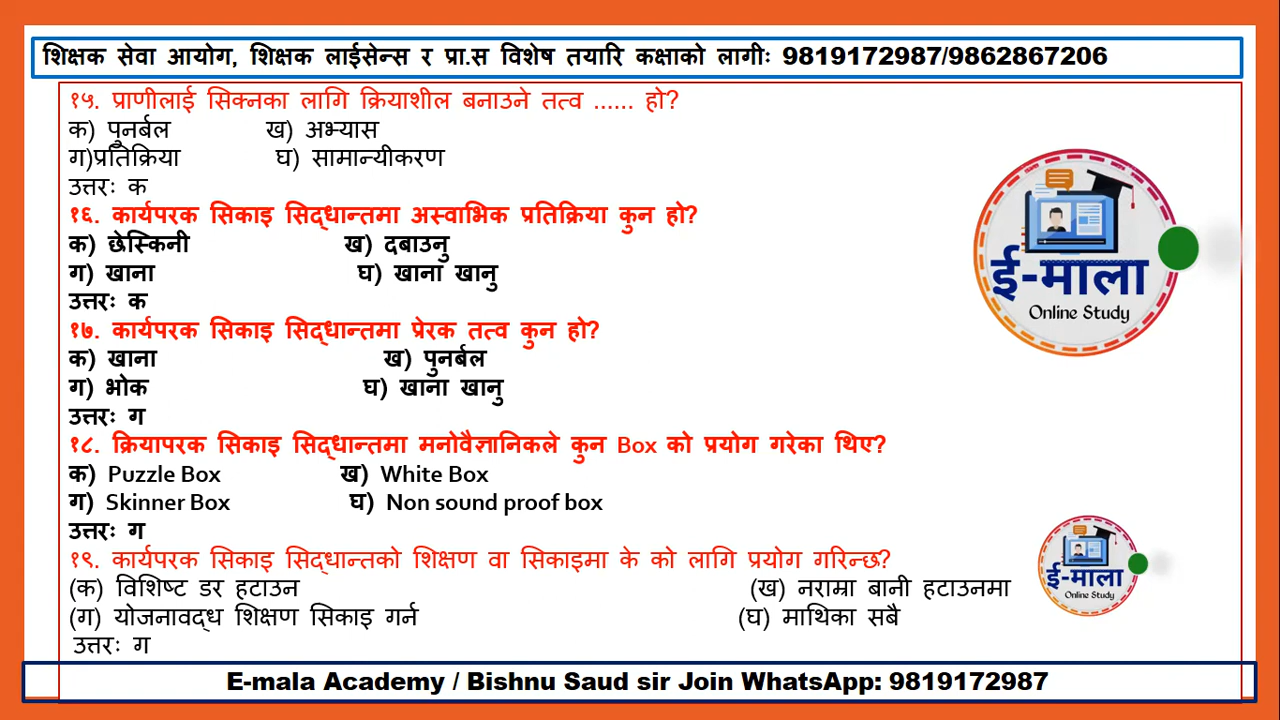 शिक्षक सेवा आयोग, शिक्षक लाईसेन्स र प्रा.स विशेष तयारि कक्षाको लागीः 9819172987/9862867206
१५. प्राणीलाई सिक्नका लागि क्रियाशील बनाउने तत्व ...... हो?
क) पुनर्बल ख) अभ्यास
ग)प्रतिक्रिया घ) सामान्यीकरण
उत्तरः क
१६. कार्यपरक सिकाइ सिद्धान्तमा अस्वाभिक प्रतिक्रिया कुन हो?
क) छेस्किनी ख) दबाउनु
ग) खाना घ) खाना खानु
उत्तरः क
१७. कार्यपरक सिकाइ सिद्धान्तमा प्रेरक तत्व कुन हो?
क) खाना ख) पुनर्बल
ग) भोक घ) खाना खानु
उत्तरः ग
१८. क्रियापरक सिकाइ सिद्धान्तमा मनोवैज्ञानिकले कुन Box को प्रयोग गरेका थिए?
क) Puzzle Box ख) White Box
ग) Skinner Box घ) Non sound proof box
उत्तरः ग
१९. कार्यपरक सिकाइ सिद्धान्तको शिक्षण वा सिकाइमा के को लागि प्रयोग गरिन्छ?
(क) विशिष्ट डर हटाउन (ख) नरामा बानी हटाउनमा
(ग) योजनावद्ध शिक्षण सिकाइ गर्न (घ) माथिका सबै
उत्तरः ग
ई-माला
Online Study
ई-माला
Online Study
E-mala Academy / Bishnu Saud sir Join WhatsApp: 9819172987